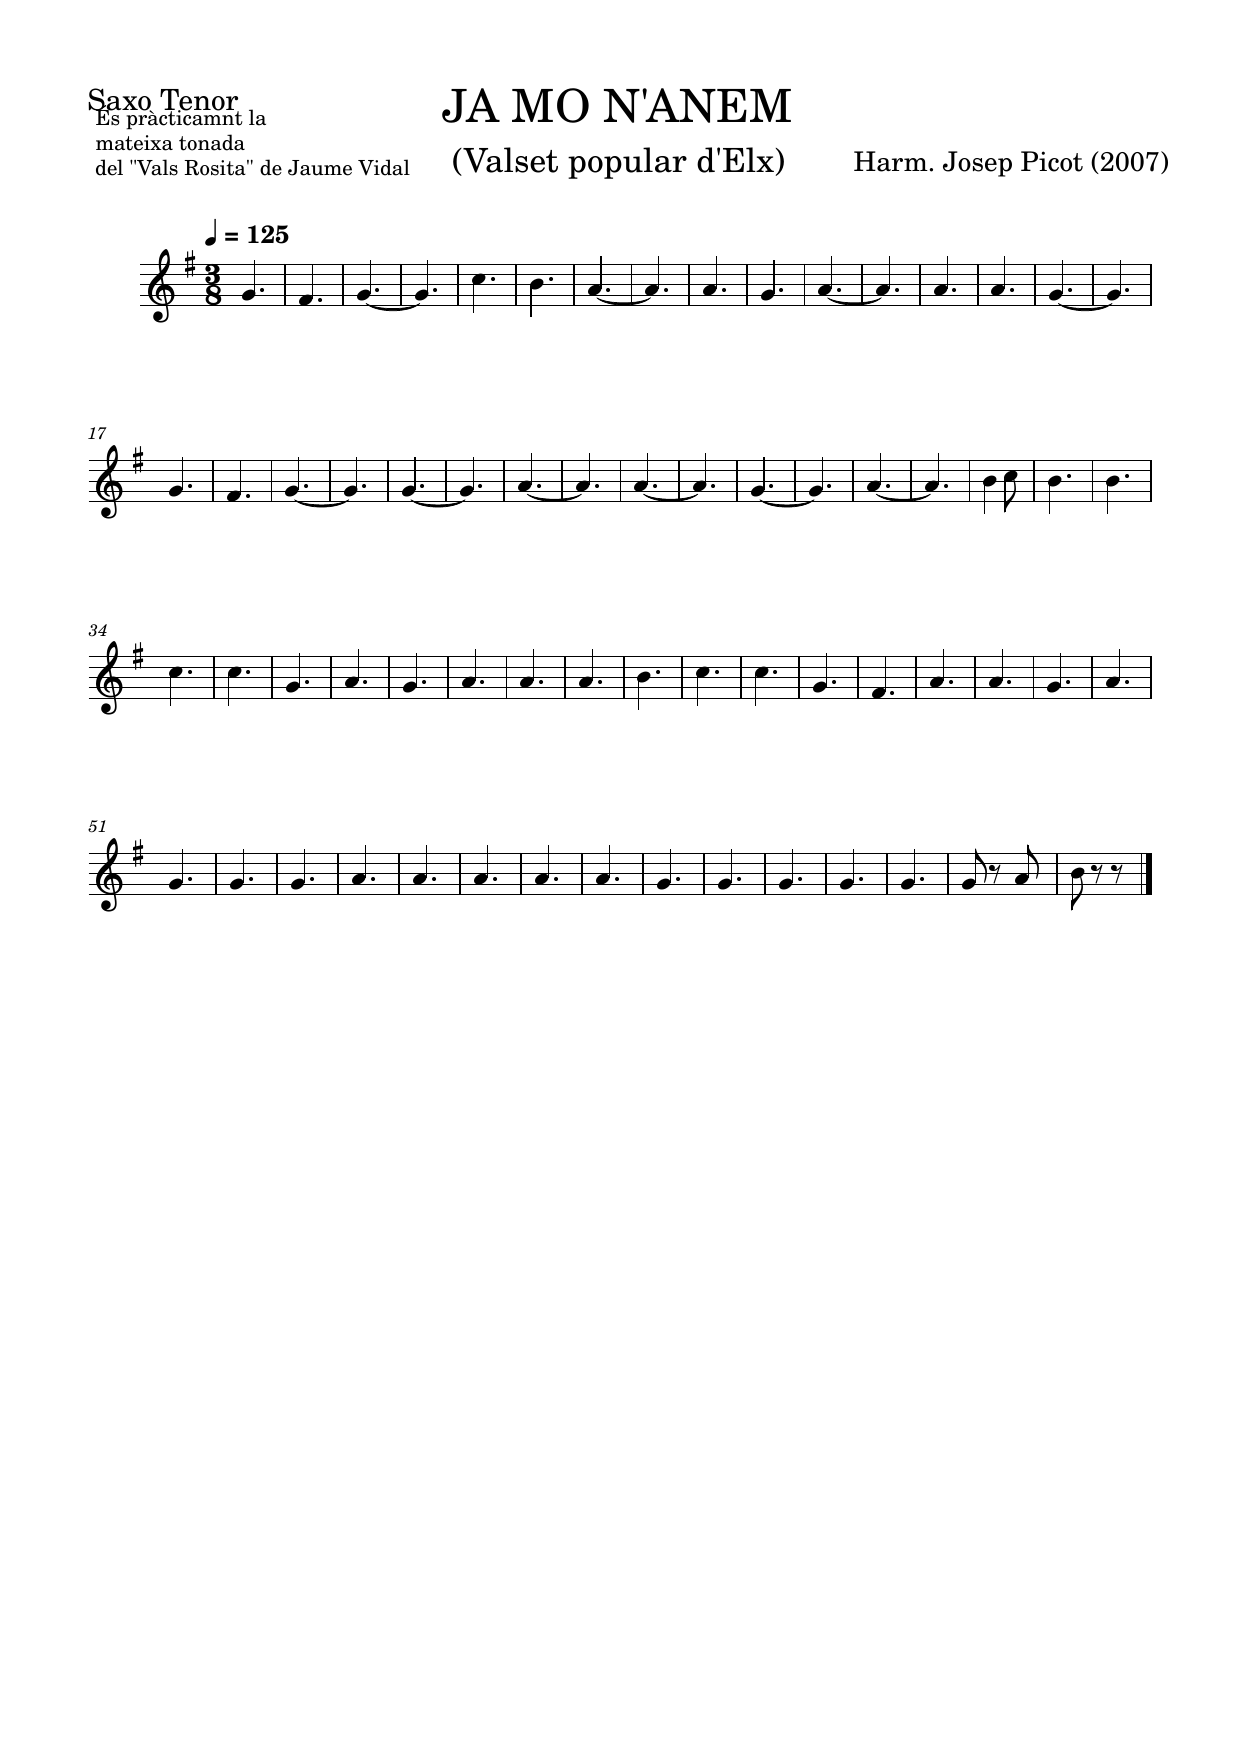 Saxo Tenor
JA MO N'ANEM
Es pràcticamnt la
mateixa tonada
del "Vals Rosita" de Jaume Vidal
(Valset popular d'Elx)
Harm. Josep Picot (2007)
= 125
3
8
17
34
51